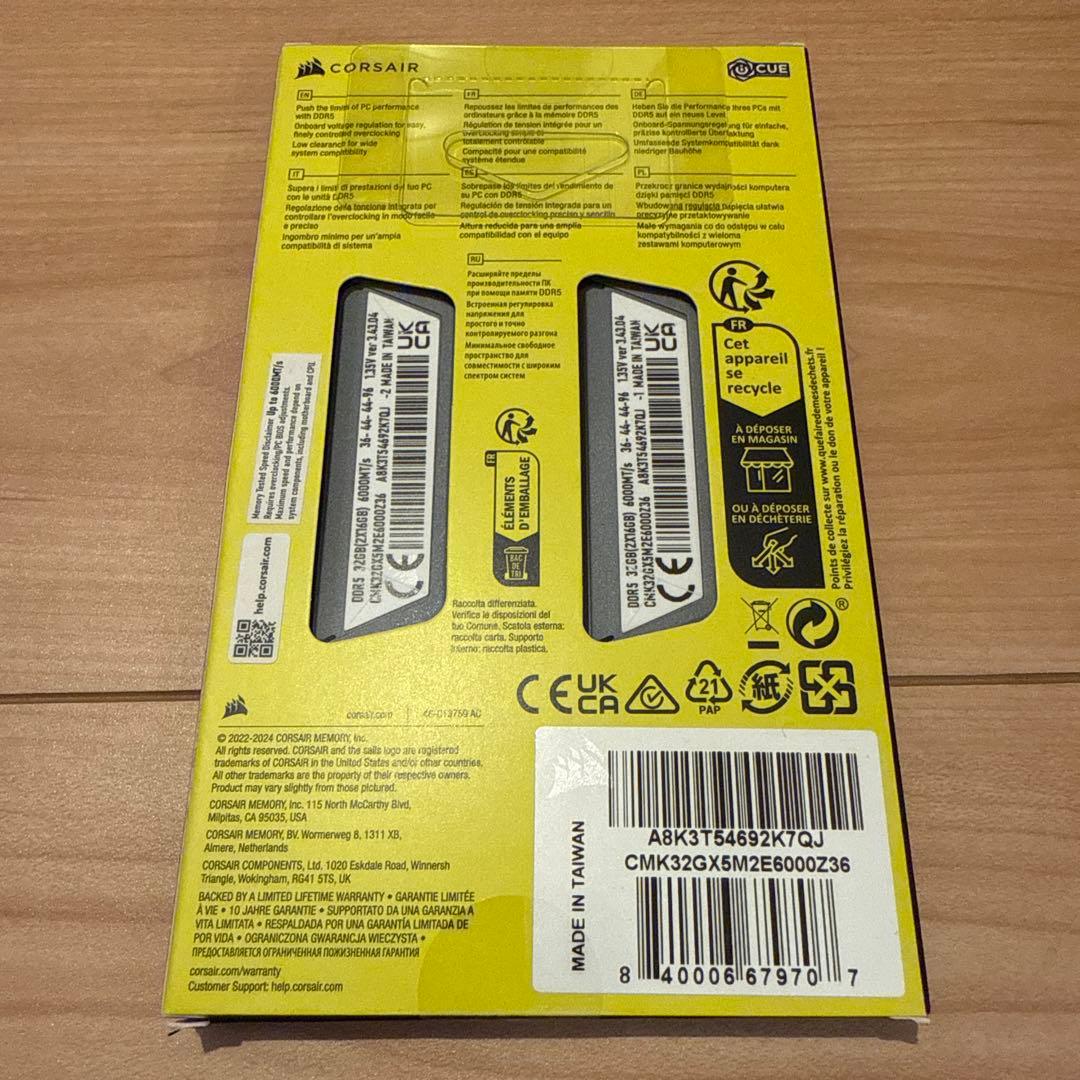 CORSAIR
iCUE
EN
Push the limits of PC performance
with DDR5
Onboard voltage regulation for easy,
finely controlled overclocking
Low clearance for wide
system compatibility
FR
Repoussez les limites de performances des
ordinateurs grâce à la mémoire DDR5
Régulation de tension intégrée pour un
overclocking simple et
totalement contrôlable
Compacité pour une compatibilité
système étendue
DE
Heben Sie die Performance Ihres PCs mit
DDR5 auf ein neues Level
Onboard-Spannungsregelung für einfache,
präzise kontrollierte Übertaktung
Umfassende Systemkompatibilität dank
niedriger Bauhöhe
IT
Supera i limiti di prestazioni del tuo PC
con le unità DDR5
Regolazione della tensione integrata per
controllare l'overclocking in modo facile
e preciso
Ingombro minimo per un'ampia
compatibilità di sistema
ES
Sobrepase los límites del rendimiento de
su PC con DDR5
Regulación de tensión integrada para un
control de overclocking preciso y sencillo
Altura reducida para una amplia
compatibilidad con el equipo
PL
Przekrocz granice wydajności komputera
dzięki pamięci DDR5
Wbudowana regulacja napięcia ułatwia
precyzyjne przetaktowywanie
Małe wymagania co do odstępu w celu
kompatybilności z wieloma
zestawami komputerowym
RU
Расширяйте пределы
производительности ПК
при помощи памяти DDR5
Встроенная регулировка
напряжения для
простого и точно
контролируемого разгона
Минимальное свободное
пространство для
совместимости с широким
спектром систем
Memory Tested Speed Disclaimer Up to 6000MT/s
Requires overclocking/PC BIOS adjustments.
Maximum speed and performance depend on
system components, including motherboard and CPU.
help.corsair.com
DDR5 32GB(2X16GB) 6000MT/s 36-44-44-96 1.35V ver 3.43.04
CMK32GX5M2E6000Z36 A8K3T54692K7QJ -2 MADE IN TAIWAN
CE
UK
CA
DDR5 32GB(2X16GB) 6000MT/s 36-44-44-96 1.35V ver 3.43.04
CMK32GX5M2E6000Z36 A8K3T54692K7QJ -1 MADE IN TAIWAN
CE
UK
CA
FR
ÉLÉMENTS
D'EMBALLAGE
BAC
DE
TRI
FR
Cet
appareil
se
recycle
À DÉPOSER
EN MAGASIN
OU À DÉPOSER
EN DÉCHÈTERIE
Points de collecte sur www.quefairedemesdechets.fr
Privilégiez la réparation ou le don de votre appareil !
Raccolta differenziata.
Verifica le disposizioni del
tuo Comune. Scatola esterna:
raccolta carta. Supporto
interno: raccolta plastica.
®
CE
UK
CA
21
PAP
紙
corsair.com
46-013759 AC
© 2022-2024 CORSAIR MEMORY, Inc.
All rights reserved. CORSAIR and the sails logo are registered
trademarks of CORSAIR in the United States and/or other countries.
All other trademarks are the property of their respective owners.
Product may vary slightly from those pictured.
CORSAIR MEMORY, Inc. 115 North McCarthy Blvd,
Milpitas, CA 95035, USA
CORSAIR MEMORY, BV. Wormerweg 8, 1311 XB,
Almere, Netherlands
CORSAIR COMPONENTS, Ltd. 1020 Eskdale Road, Winnersh
Triangle, Wokingham, RG41 5TS, UK
BACKED BY A LIMITED LIFETIME WARRANTY • GARANTIE LIMITÉE
À VIE • 10 JAHRE GARANTIE • SUPPORTATO DA UNA GARANZIA A
VITA LIMITATA • RESPALDADA POR UNA GARANTÍA LIMITADA DE
POR VIDA • OGRANICZONA GWARANCJA WIECZYSTA •
ПРЕДОСТАВЛЯЕТСЯ ОГРАНИЧЕННАЯ ПОЖИЗНЕННАЯ ГАРАНТИЯ
corsair.com/warranty
Customer Support: help.corsair.com
MADE IN TAIWAN
A8K3T54692K7QJ
CMK32GX5M2E6000Z36
8 40006 67970 7